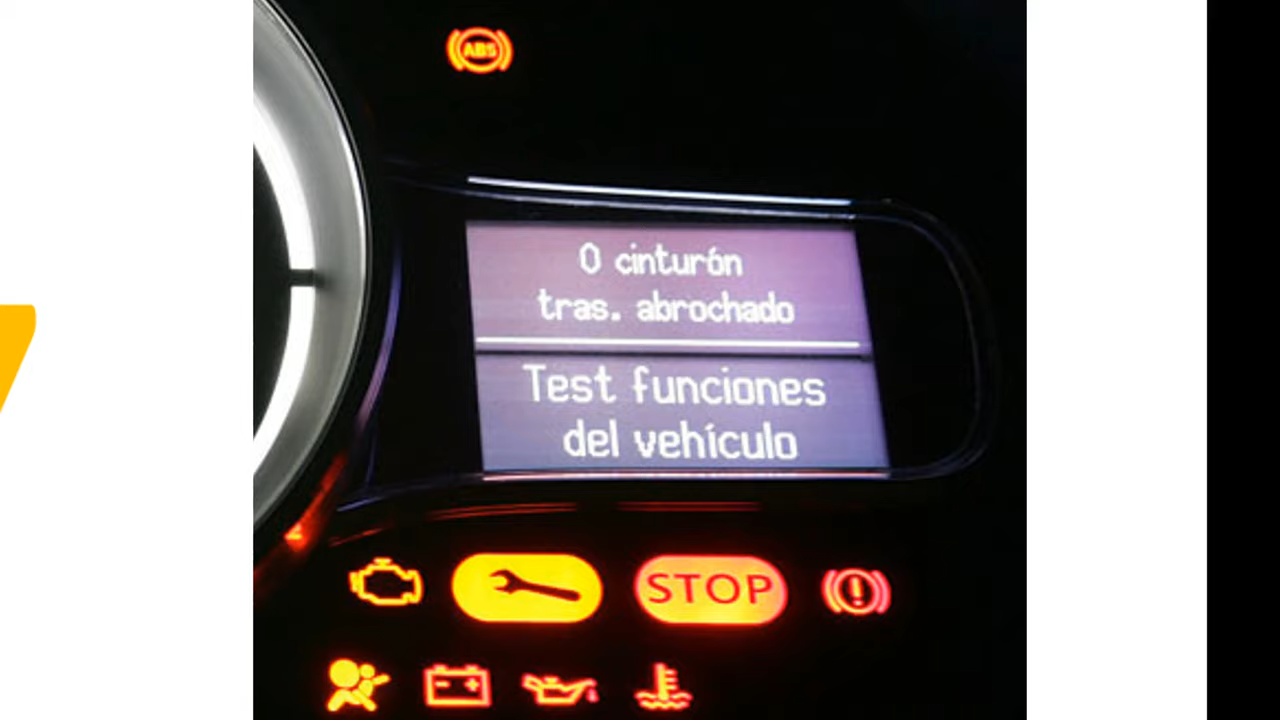 ABS
0 cinturón
tras. abrochado
Test funciones
del vehículo
STOP